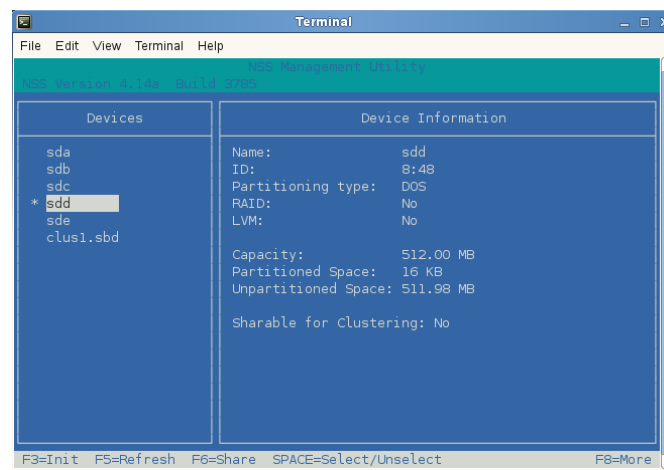 Terminal
File Edit View Terminal Help
NSS Management Utility
NSS Version 4.14a Build 3785
Devices
sda
sdb
sdc
* sdd
sde
clus1.sbd
Device Information
Name: sdd
ID: 8:48
Partitioning type: DOS
RAID: No
LVM: No
Capacity: 512.00 MB
Partitioned Space: 16 KB
Unpartitioned Space: 511.98 MB
Sharable for Clustering: No
F3=Init F5=Refresh F6=Share SPACE=Select/Unselect F8=More